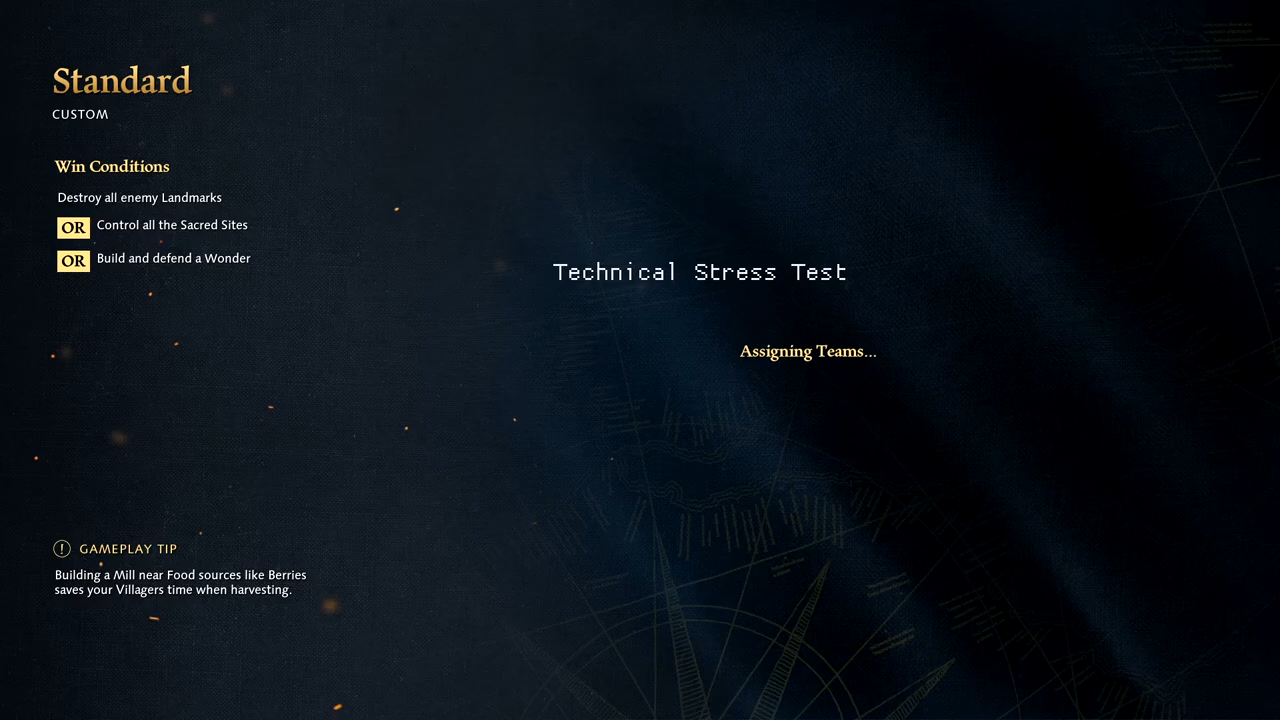 Standard
CUSTOM
Win Conditions
Destroy all enemy Landmarks
OR Control all the Sacred Sites
OR Build and defend a Wonder
Technical Stress Test
Assigning Teams...
! GAMEPLAY TIP
Building a Mill near Food sources like Berries
saves your Villagers time when harvesting.